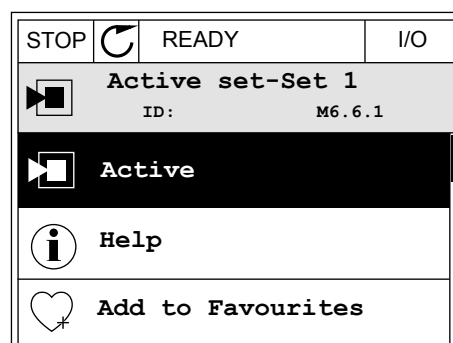 STOP READY I/O
Active set-Set 1
ID: M6.6.1
Active
Help
Add to Favourites